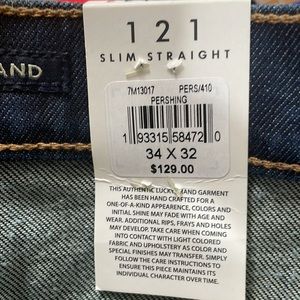 1 2 1
SLIM STRAIGHT
AND
7M13017 PERS/410
PERSHING
1 93315 58472 0
34 X 32
$129.00
THIS AUTHENTIC LUCKY BRAND GARMENT
HAS BEEN HAND CRAFTED FOR A
ONE-OF-A-KIND APPEARANCE, COLORS AND
INITIAL SHINE MAY FADE WITH AGE AND
WEAR. ADDITIONAL RIPS, FRAYS AND HOLES
MAY DEVELOP. TAKE CARE WHEN COMING
INTO CONTACT WITH LIGHT COLORED
FABRIC AND UPHOLSTERY AS COLOR AND
SPECIAL FINISHES MAY TRANSFER. SIMPLY
FOLLOW THE CARE INSTRUCTIONS TO
ENSURE THIS PIECE MAINTAINS ITS
INDIVIDUAL CHARACTER OVER TIME.